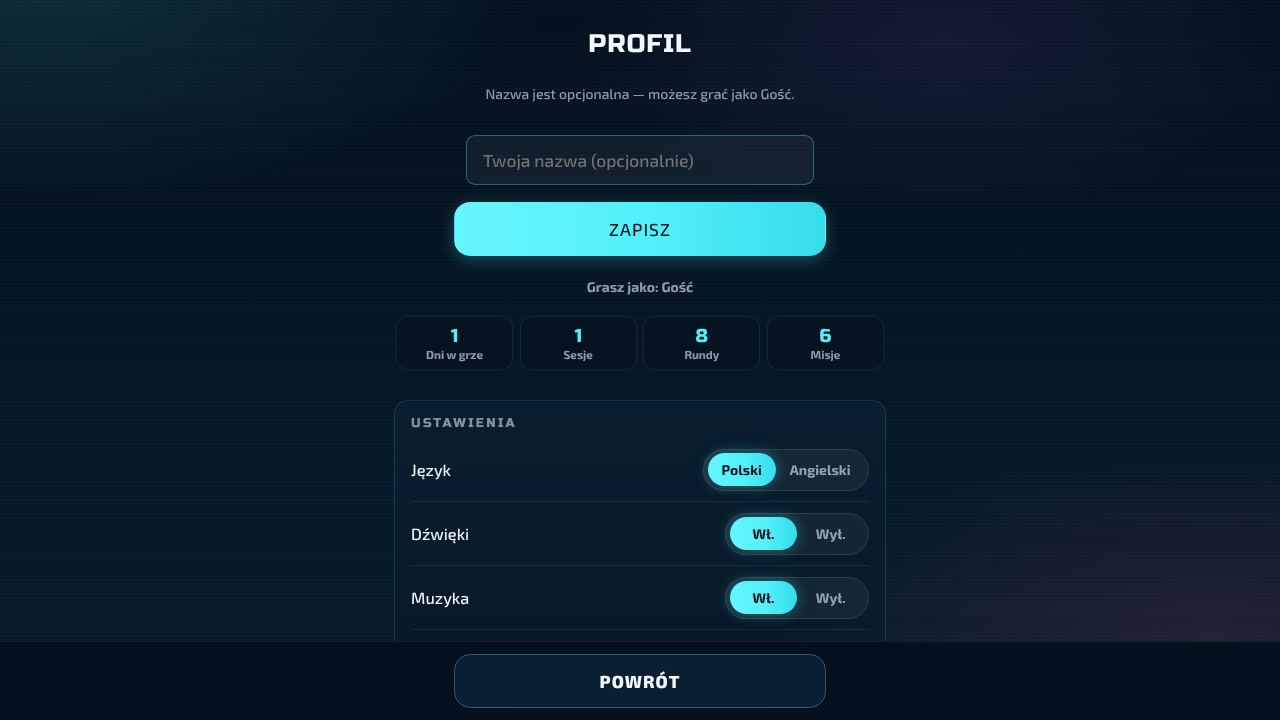 PROFIL
Nazwa jest opcjonalna — możesz grać jako Gość.
Twoja nazwa (opcjonalnie)
ZAPISZ
Grasz jako: Gość
1 1 8 6
Dni w grze Sesje Rundy Misje
USTAWIENIA
Język Polski Angielski
Dźwięki Wł. Wył.
Muzyka Wł. Wył.
POWRÓT